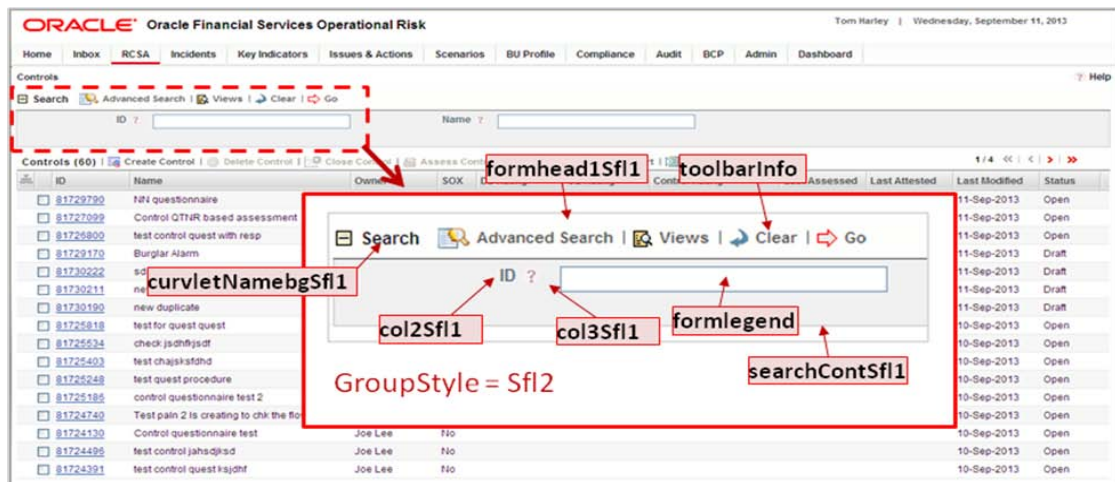 ORACLE® Oracle Financial Services Operational Risk
Tom Harley | Wednesday, September 11, 2013
Home Inbox RCSA Incidents Key Indicators Issues & Actions Scenarios BU Profile Compliance Audit BCP Admin Dashboard
Controls ? Help
Search Advanced Search | Views | Clear | Go
ID ? Name ?
Controls (60) | Create Control | Delete Control | Close Control | Assess 1/4
ID Name Owner SOX Assessed Last Attested Last Modified Status
81729790 NN questionnaire 11-Sep-2013 Open
81727099 Control QTNR based assessment 11-Sep-2013 Open
81726800 test control quest with resp 11-Sep-2013 Open
81729170 Burglar Alarm 11-Sep-2013 Draft
81730222 sd 11-Sep-2013 Draft
81730211 ne 11-Sep-2013 Draft
81730190 new duplicate 11-Sep-2013 Draft
81725818 test for quest quest 10-Sep-2013 Open
81725534 check jsdhfkjsdf 10-Sep-2013 Open
81725403 test chajsksfdhd 10-Sep-2013 Open
81725248 test quest procedure 10-Sep-2013 Open
81725186 control questionnaire test 2 10-Sep-2013 Open
81724740 Test paln 2 Is creating to chk the flo 10-Sep-2013 Open
81724130 Control questionnaire test Joe Lee No 10-Sep-2013 Open
81724496 test control jahsdjksd Joe Lee No 10-Sep-2013 Open
81724391 test control quest ksjdhf Joe Lee No 10-Sep-2013 Open
formhead1Sfl1 toolbarInfo
Search Advanced Search | Views | Clear | Go
curvletNamebgSfl1 ID ?
col2Sfl1 col3Sfl1 formlegend
searchContSfl1
GroupStyle = Sfl2